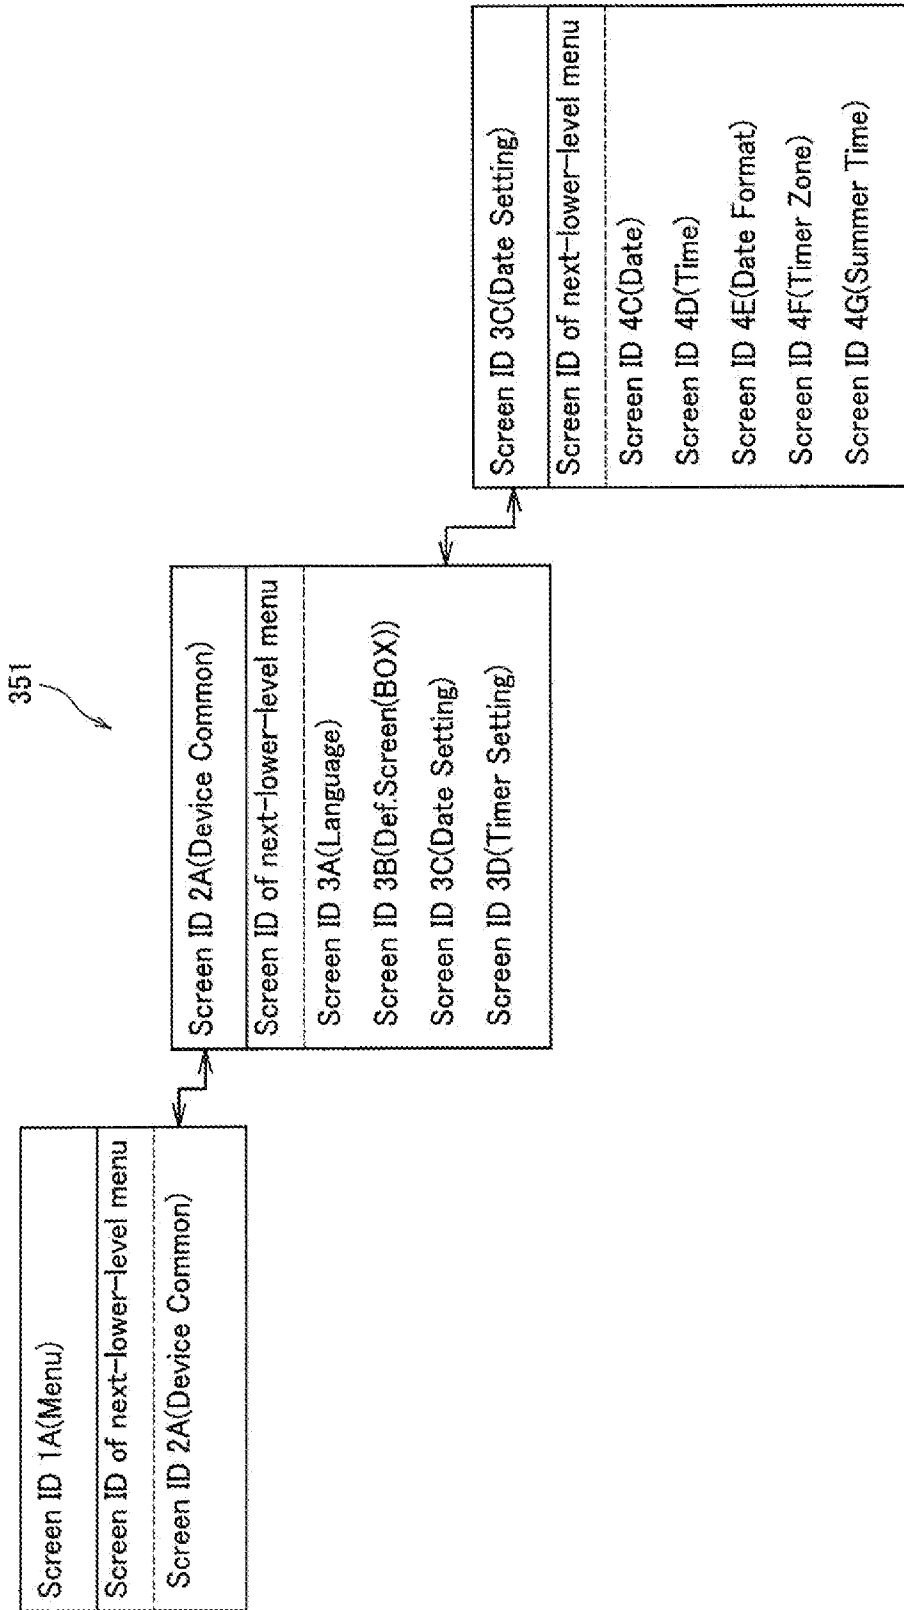 351
Screen ID 1A(Menu)
Screen ID of next-lower-level menu
Screen ID 2A(Device Common)
Screen ID 2A(Device Common)
Screen ID of next-lower-level menu
Screen ID 3A(Language)
Screen ID 3B(Def.Screen(BOX))
Screen ID 3C(Date Setting)
Screen ID 3D(Timer Setting)
Screen ID 3C(Date Setting)
Screen ID of next-lower-level menu
Screen ID 4C(Date)
Screen ID 4D(Time)
Screen ID 4E(Date Format)
Screen ID 4F(Timer Zone)
Screen ID 4G(Summer Time)